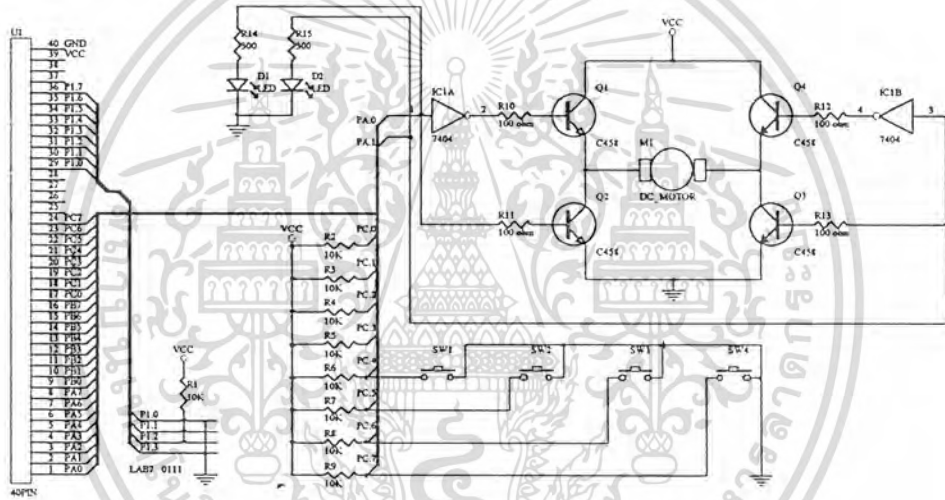 U1
40 GND
39 VCC
38
37
36 P1.7
35 P1.6
34 P1.5
33 P1.4
32 P1.3
31 P1.2
30 P1.1
29 P1.0
28
27
26
25
24 PC7
23 PC6
22 PC5
21 PC4
20 PC3
19 PC2
18 PC1
17 PC0
16 PB7
15 PB6
14 PB5
13 PB4
12 PB3
11 PB2
10 PB1
9 PB0
8 PA7
7 PA6
6 PA5
5 PA4
4 PA3
3 PA2
2 PA1
1 PA0
40PIN
VCC
R1
10K
P1.0
P1.1
P1.2
P1.3
LAB7 0111
R14
300
R15
300
D1
LED
D2
LED
PA.0
PA.1
VCC
R2
10K
R3
10K
R4
10K
R5
10K
R6
10K
R7
10K
R8
10K
R9
10K
PC.0
PC.1
PC.2
PC.3
PC.4
PC.5
PC.6
PC.7
IC1A
1
2
7404
R10
100 ohm
R11
100 ohm
VCC
Q1
C458
Q2
C458
M1
DC_MOTOR
Q4
C458
Q3
C458
R12
100 ohm
R13
100 ohm
IC1B
4
3
7404
SW1
SW2
SW3
SW4